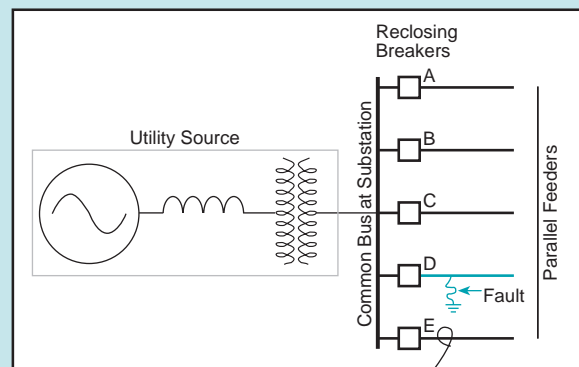 Reclosing
Breakers
A
Utility Source
B
C
D
Fault
E
Common Bus at Substation
Parallel Feeders